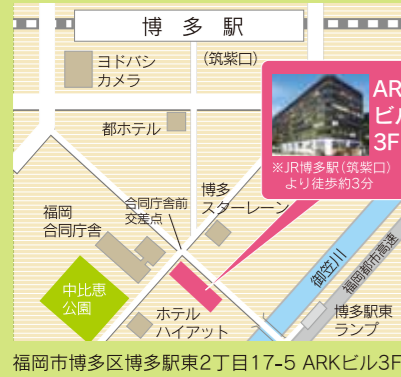 博多駅
ヨドバシ
カメラ
(筑紫口)
都ホテル
AR
ビル
3F
※JR博多駅(筑紫口)
より徒歩約3分
博多
スターレーン
合同庁舎前
交差点
福岡
合同庁舎
中比恵
公園
ホテル
ハイアット
御笠川
福岡都市高速
博多駅東
ランプ
福岡市博多区博多駅東2丁目17-5 ARKビル3F